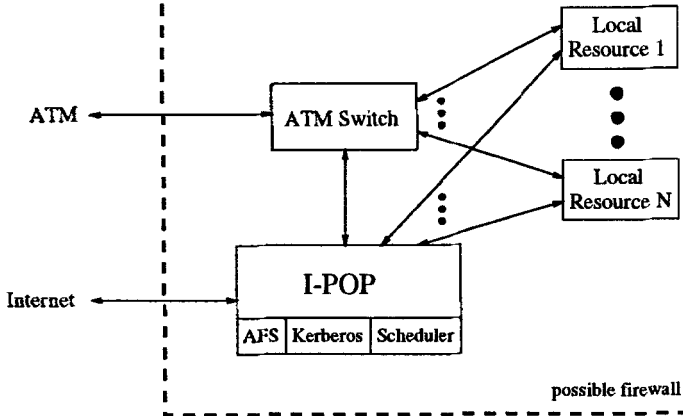 Local
Resource 1
ATM
ATM Switch
Local
Resource N
I-POP
Internet
AFS Kerberos Scheduler
possible firewall